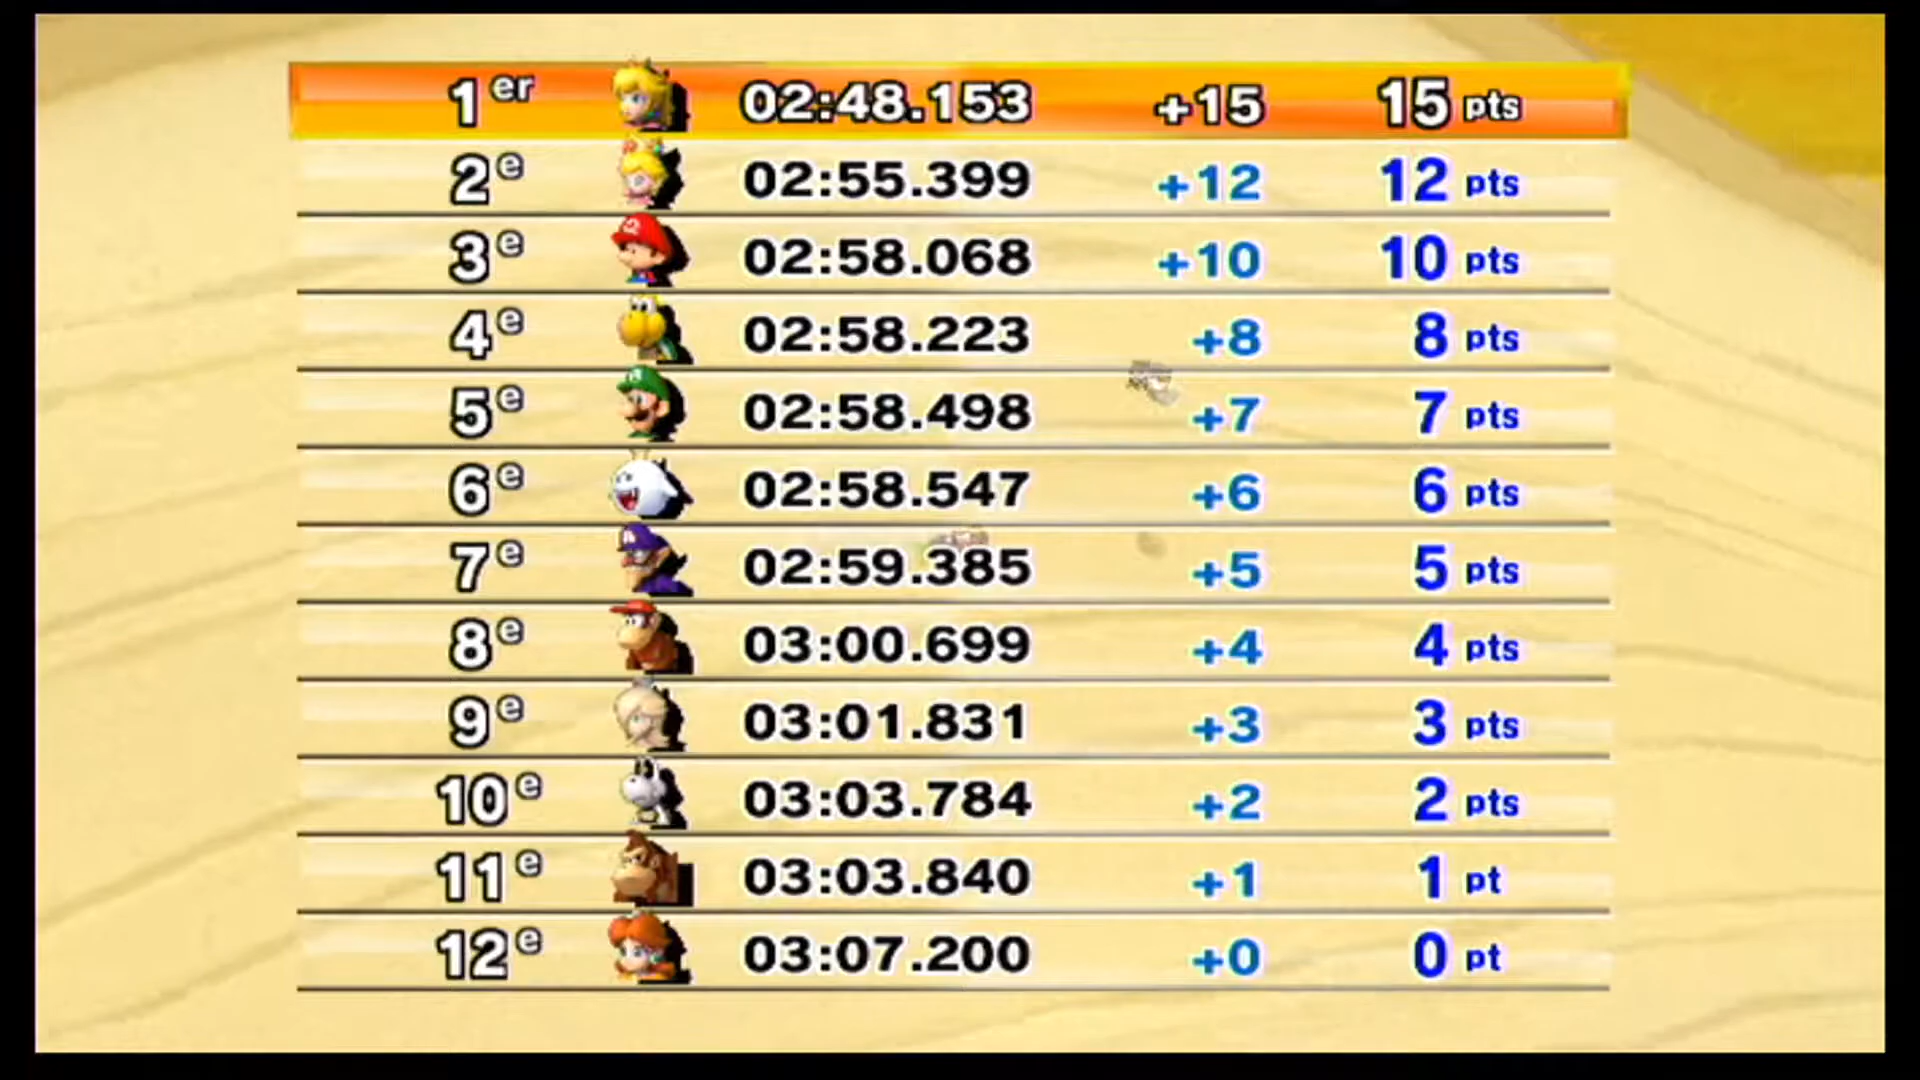 1er 02:48.153 +15 15 pts
2e 02:55.399 +12 12 pts
3e 02:58.068 +10 10 pts
4e 02:58.223 +8 8 pts
5e 02:58.498 +7 7 pts
6e 02:58.547 +6 6 pts
7e 02:59.385 +5 5 pts
8e 03:00.699 +4 4 pts
9e 03:01.831 +3 3 pts
10e 03:03.784 +2 2 pts
11e 03:03.840 +1 1 pt
12e 03:07.200 +0 0 pt